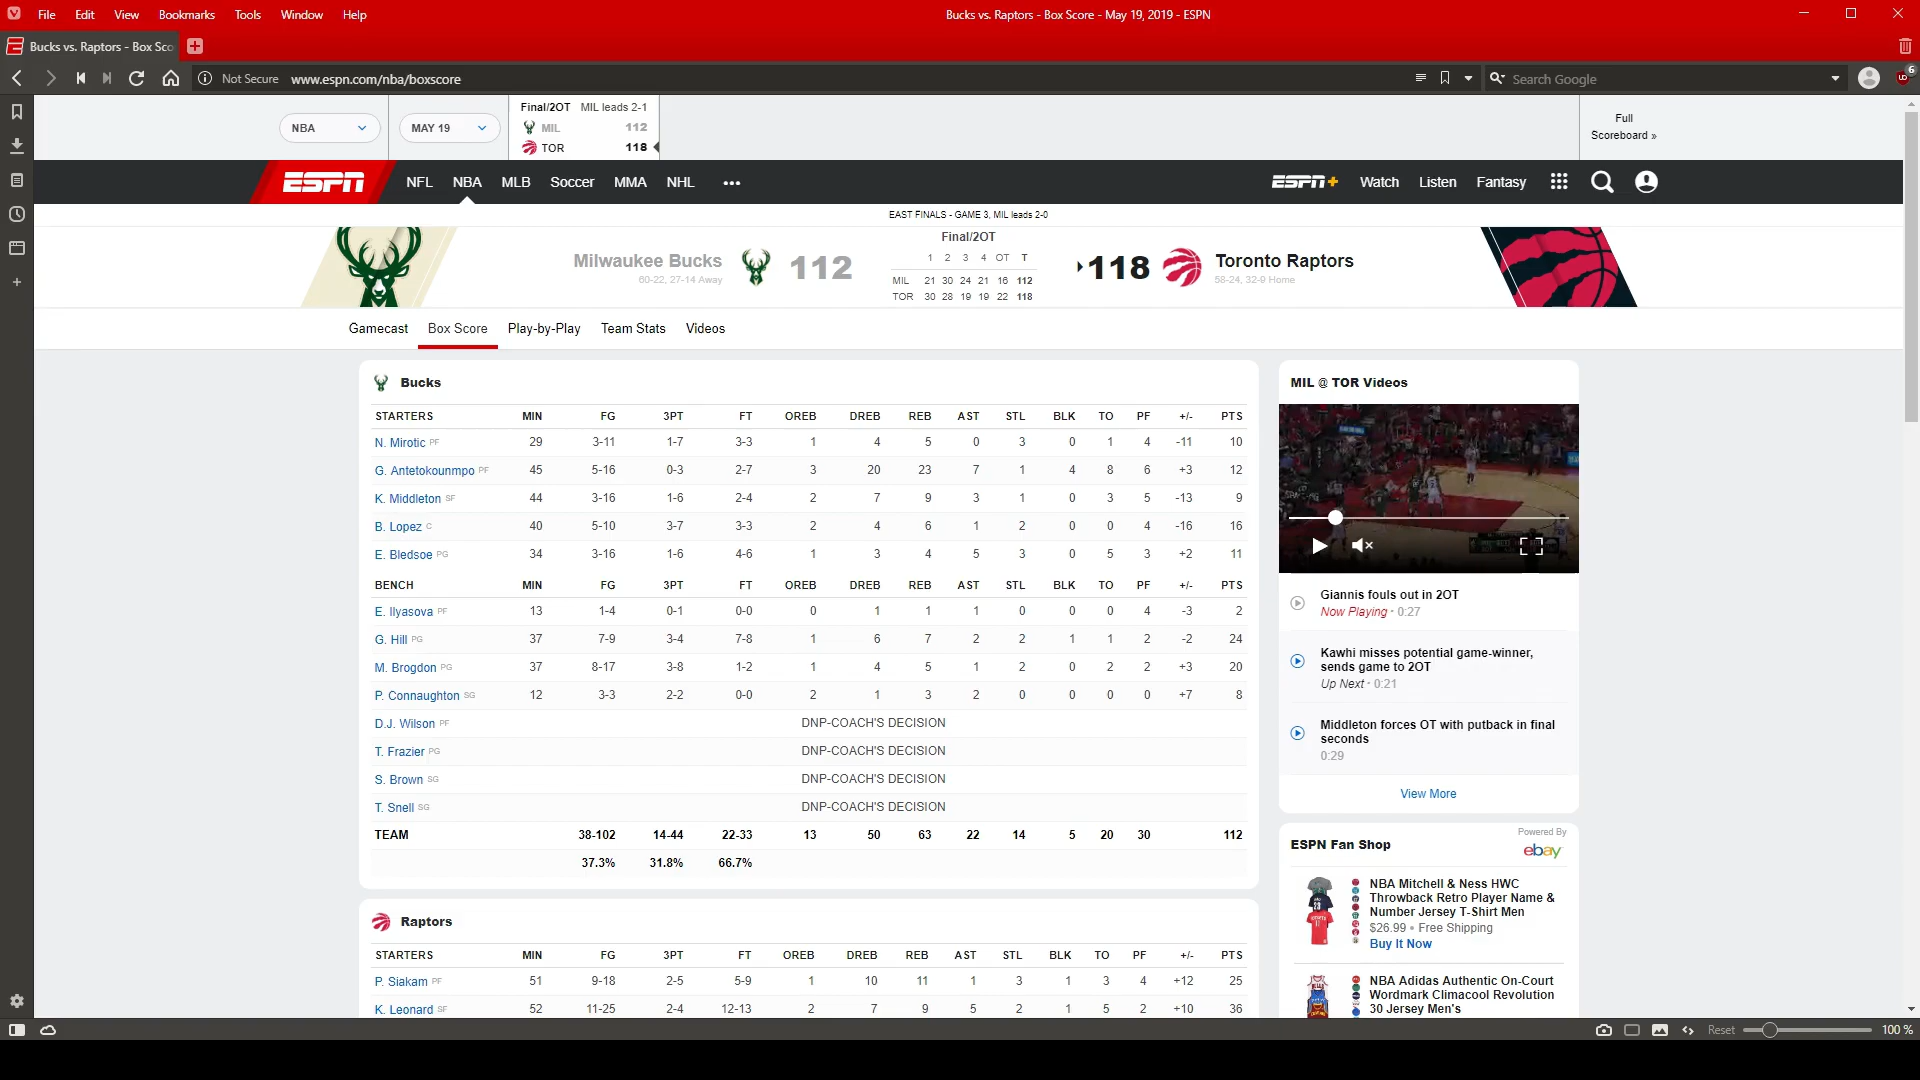 File Edit View Bookmarks Tools Window Help
Bucks vs. Raptors - Box Score - May 19, 2019 - ESPN
Bucks vs. Raptors - Box Sco
Not Secure www.espn.com/nba/boxscore
Search Google
6
NBA
MAY 19
Final/2OT MIL leads 2-1
MIL 112
TOR 118
Full
Scoreboard »
ESPN NFL NBA MLB Soccer MMA NHL ••• ESPN+ Watch Listen Fantasy
EAST FINALS - GAME 3, MIL leads 2-0
Milwaukee Bucks
60-22, 27-14 Away
112
Final/2OT
1 2 3 4 OT T
MIL 21 30 24 21 16 112
TOR 30 28 19 19 22 118
118
Toronto Raptors
58-24, 32-9 Home
Gamecast Box Score Play-by-Play Team Stats Videos
Bucks
STARTERS MIN FG 3PT FT OREB DREB REB AST STL BLK TO PF +/- PTS
N. Mirotic PF 29 3-11 1-7 3-3 1 4 5 0 3 0 1 4 -11 10
G. Antetokounmpo PF 45 5-16 0-3 2-7 3 20 23 7 1 4 8 6 +3 12
K. Middleton SF 44 3-16 1-6 2-4 2 7 9 3 1 0 3 5 -13 9
B. Lopez C 40 5-10 3-7 3-3 2 4 6 1 2 0 0 4 -16 16
E. Bledsoe PG 34 3-16 1-6 4-6 1 3 4 5 3 0 5 3 +2 11
BENCH MIN FG 3PT FT OREB DREB REB AST STL BLK TO PF +/- PTS
E. Ilyasova PF 13 1-4 0-1 0-0 0 1 1 1 0 0 0 4 -3 2
G. Hill PG 37 7-9 3-4 7-8 1 6 7 2 2 1 1 2 -2 24
M. Brogdon PG 37 8-17 3-8 1-2 1 4 5 1 2 0 2 2 +3 20
P. Connaughton SG 12 3-3 2-2 0-0 2 1 3 2 0 0 0 0 +7 8
D.J. Wilson PF DNP-COACH'S DECISION
T. Frazier PG DNP-COACH'S DECISION
S. Brown SG DNP-COACH'S DECISION
T. Snell SG DNP-COACH'S DECISION
TEAM 38-102 14-44 22-33 13 50 63 22 14 5 20 30 112
37.3% 31.8% 66.7%
Raptors
STARTERS MIN FG 3PT FT OREB DREB REB AST STL BLK TO PF +/- PTS
P. Siakam PF 51 9-18 2-5 5-9 1 10 11 1 3 1 3 4 +12 25
K. Leonard SF 52 11-25 2-4 12-13 2 7 9 5 2 1 5 2 +10 36
MIL @ TOR Videos
Giannis fouls out in 2OT
Now Playing · 0:27
Kawhi misses potential game-winner,
sends game to 2OT
Up Next · 0:21
Middleton forces OT with putback in final
seconds
0:29
View More
Powered By
ESPN Fan Shop ebay
NBA Mitchell & Ness HWC
Throwback Retro Player Name &
Number Jersey T-Shirt Men
$26.99 • Free Shipping
Buy It Now
NBA Adidas Authentic On-Court
Wordmark Climacool Revolution
30 Jersey Men's
Reset 100 %